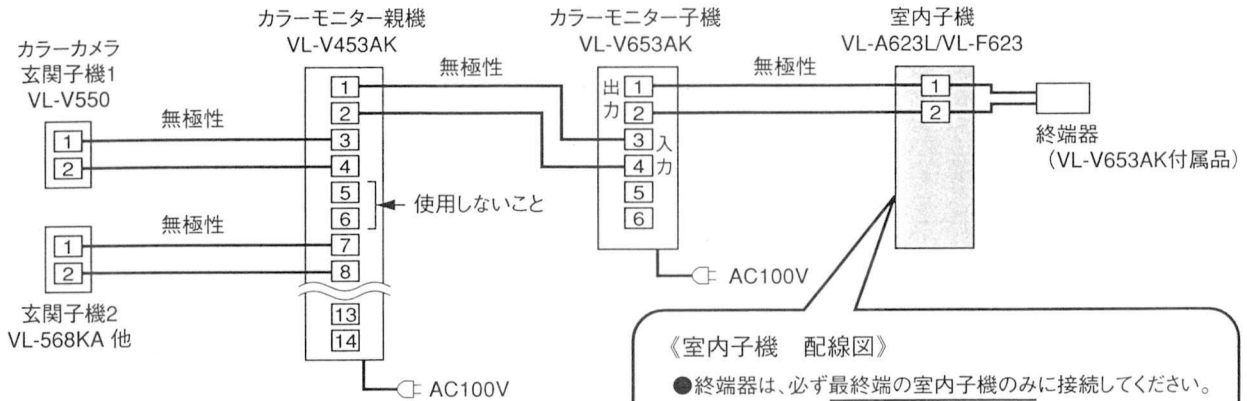 カラーカメラ
玄関子機1
VL-V550
1
2
無極性
玄関子機2
VL-568KA 他
1
2
無極性
カラーモニター親機
VL-V453AK
1
2
3
4
5
6
7
8
13
14
使用しないこと
AC100V
無極性
カラーモニター子機
VL-V653AK
出力
1
2
入力
3
4
5
6
AC100V
無極性
室内子機
VL-A623L/VL-F623
1
2
終端器
(VL-V653AK付属品)
《室内子機 配線図》
●終端器は、必ず最終端の室内子機のみに接続してください。